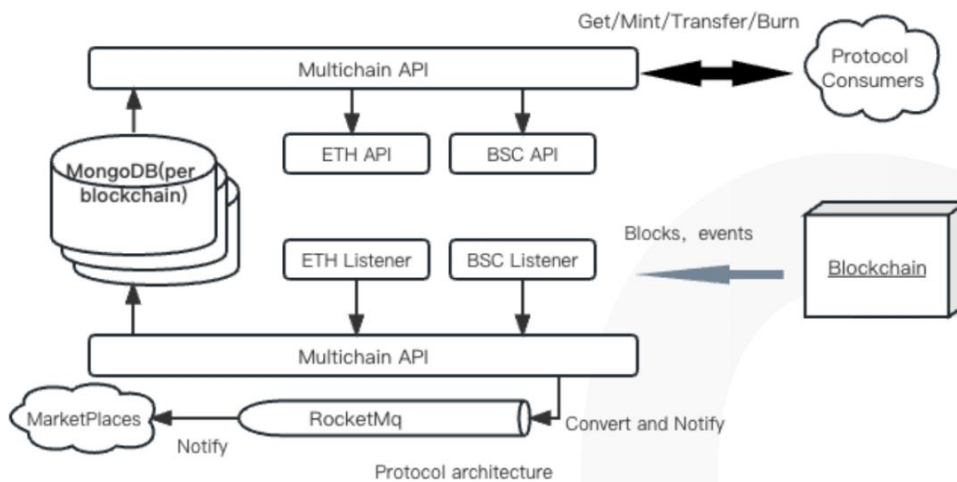 Get/Mint/Transfer/Burn
Multichain API
Protocol
Consumers
ETH API
BSC API
MongoDB(per
blockchain)
Blocks, events
ETH Listener
BSC Listener
Blockchain
Multichain API
MarketPlaces
RocketMq
Convert and Notify
Notify
Protocol architecture